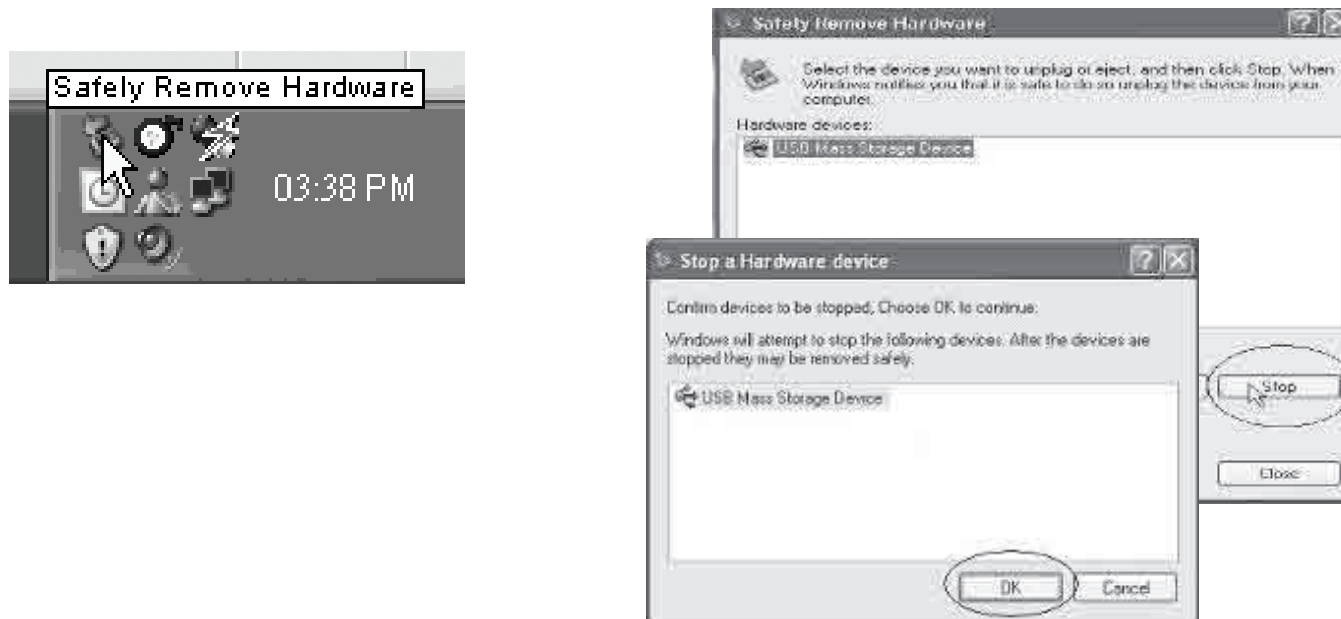 Safely Remove Hardware
03:38 PM
Safely Remove Hardware
Select the device you want to unplug or eject, and then click Stop. When
Windows notifies you that it is safe to do so unplug the device from your
computer.
Hardware devices:
USB Mass Storage Device
Stop
Close
Stop a Hardware device
Confirm devices to be stopped, Choose OK to continue.
Windows will attempt to stop the following devices. After the devices are
stopped they may be removed safely.
USB Mass Storage Device
OK
Cancel